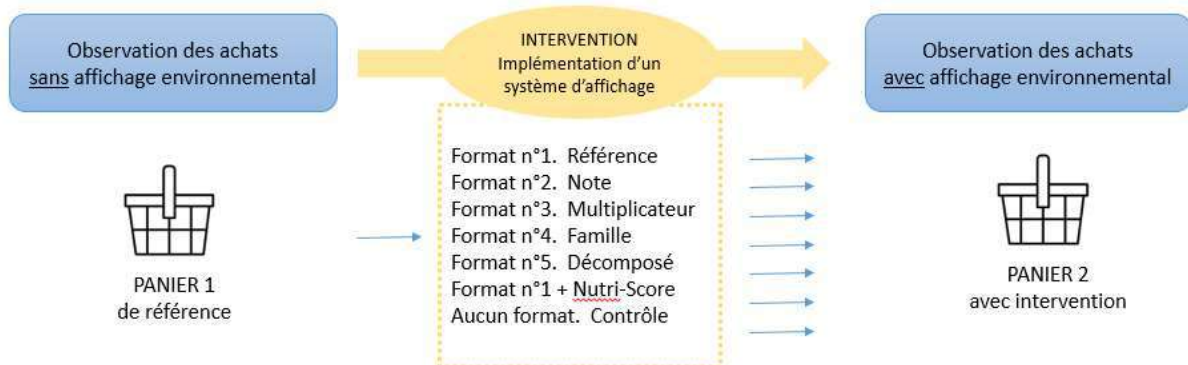 Observation des achats
sans affichage environnemental
INTERVENTION
Implémentation d'un
système d'affichage
Observation des achats
avec affichage environnemental
PANIER 1
de référence
Format n°1. Référence
Format n°2. Note
Format n°3. Multiplicateur
Format n°4. Famille
Format n°5. Décomposé
Format n°1 + Nutri-Score
Aucun format. Contrôle
PANIER 2
avec intervention